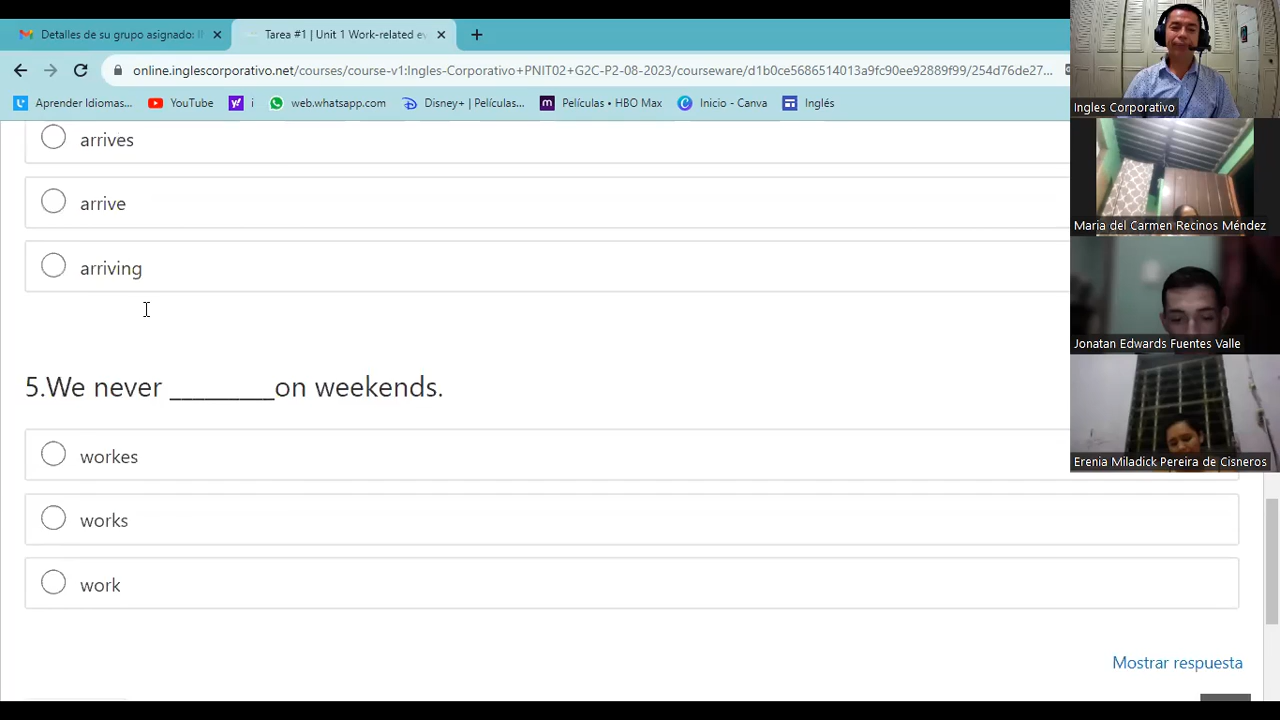 Detalles de su grupo asignado: I
Tarea #1 | Unit 1 Work-related
online.inglescorporativo.net/courses/course-v1:Ingles-Corporativo+PNIT02+G2C-P2-08-2023/courseware/d1b0ce5686514013a9fc90ee92889f99/254d76de27...
Aprender Idiomas...
YouTube
i
web.whatsapp.com
Disney+ | Películas...
Películas • HBO Max
Inicio - Canva
Inglés
Ingles Corporativo
Maria del Carmen Recinos Méndez
Jonatan Edwards Fuentes Valle
Erenia Miladick Pereira de Cisneros
arrives
arrive
arriving
5.We never _________on weekends.
workes
works
work
Mostrar respuesta